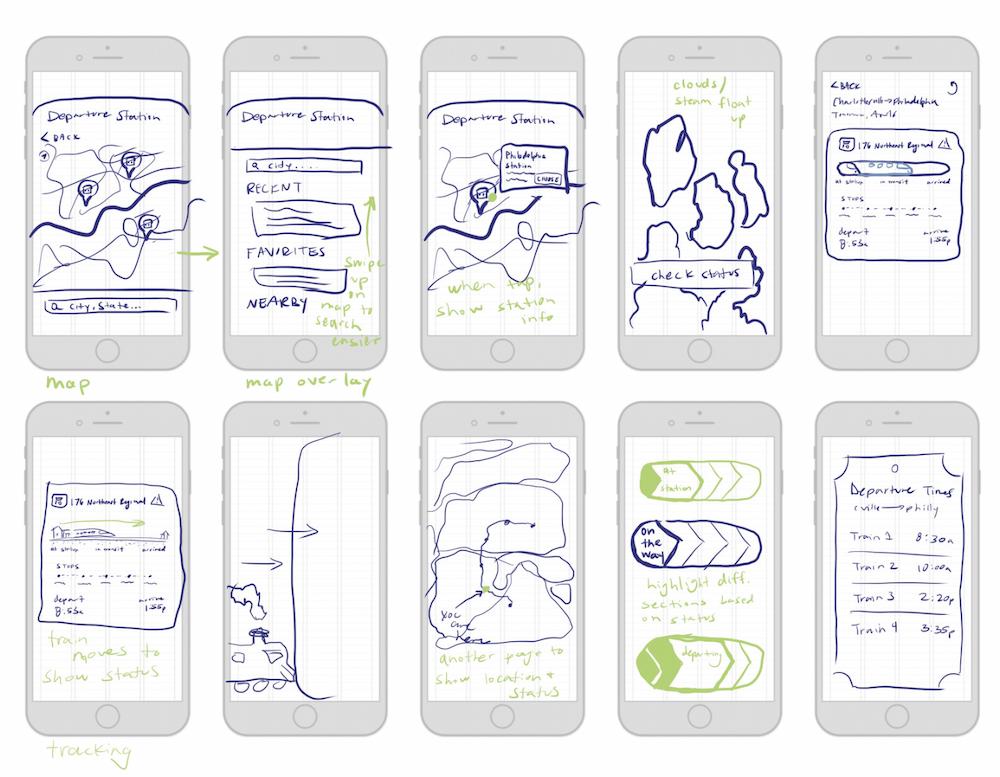 Departure Station
< BACK
Q City, State...
map
Departure Station
Q City....
RECENT
FAVORITES
NEARBY
Swipe
up
on
map to
search
easier
map overlay
Departure Station
Philadelphia
Station
CHOOSE
when tap,
show station
info
clouds/
steam float
up
check status
< BACK
Charlottesville → Philadelphia
176 Northeast Regional
at station
in transit
arrived
STOPS
depart
arrive
8:53a
1:55p
176 Northeast Regional
at station
in transit
arrived
STOPS
depart
arrive
8:53a
1:55p
train
moves to
show status
tracking
you
are
here
another page to
show location +
status
at
station
on
the
way
highlight diff.
sections based
on status
departing
Departure Times
cville → philly
Train 1 8:30a
Train 2 10:00a
Train 3 2:20p
Train 4 3:35p